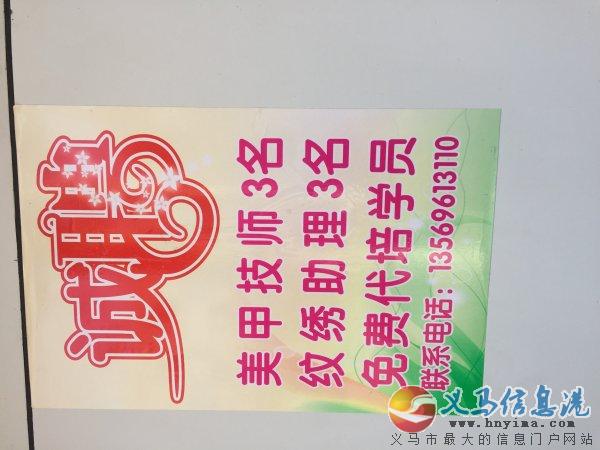 诚聘
美甲技师3名
纹绣助理3名
免费代培学员
联系电话：13569613110
义马信息港
www.hnyima.com
义马市最大的信息门户网站